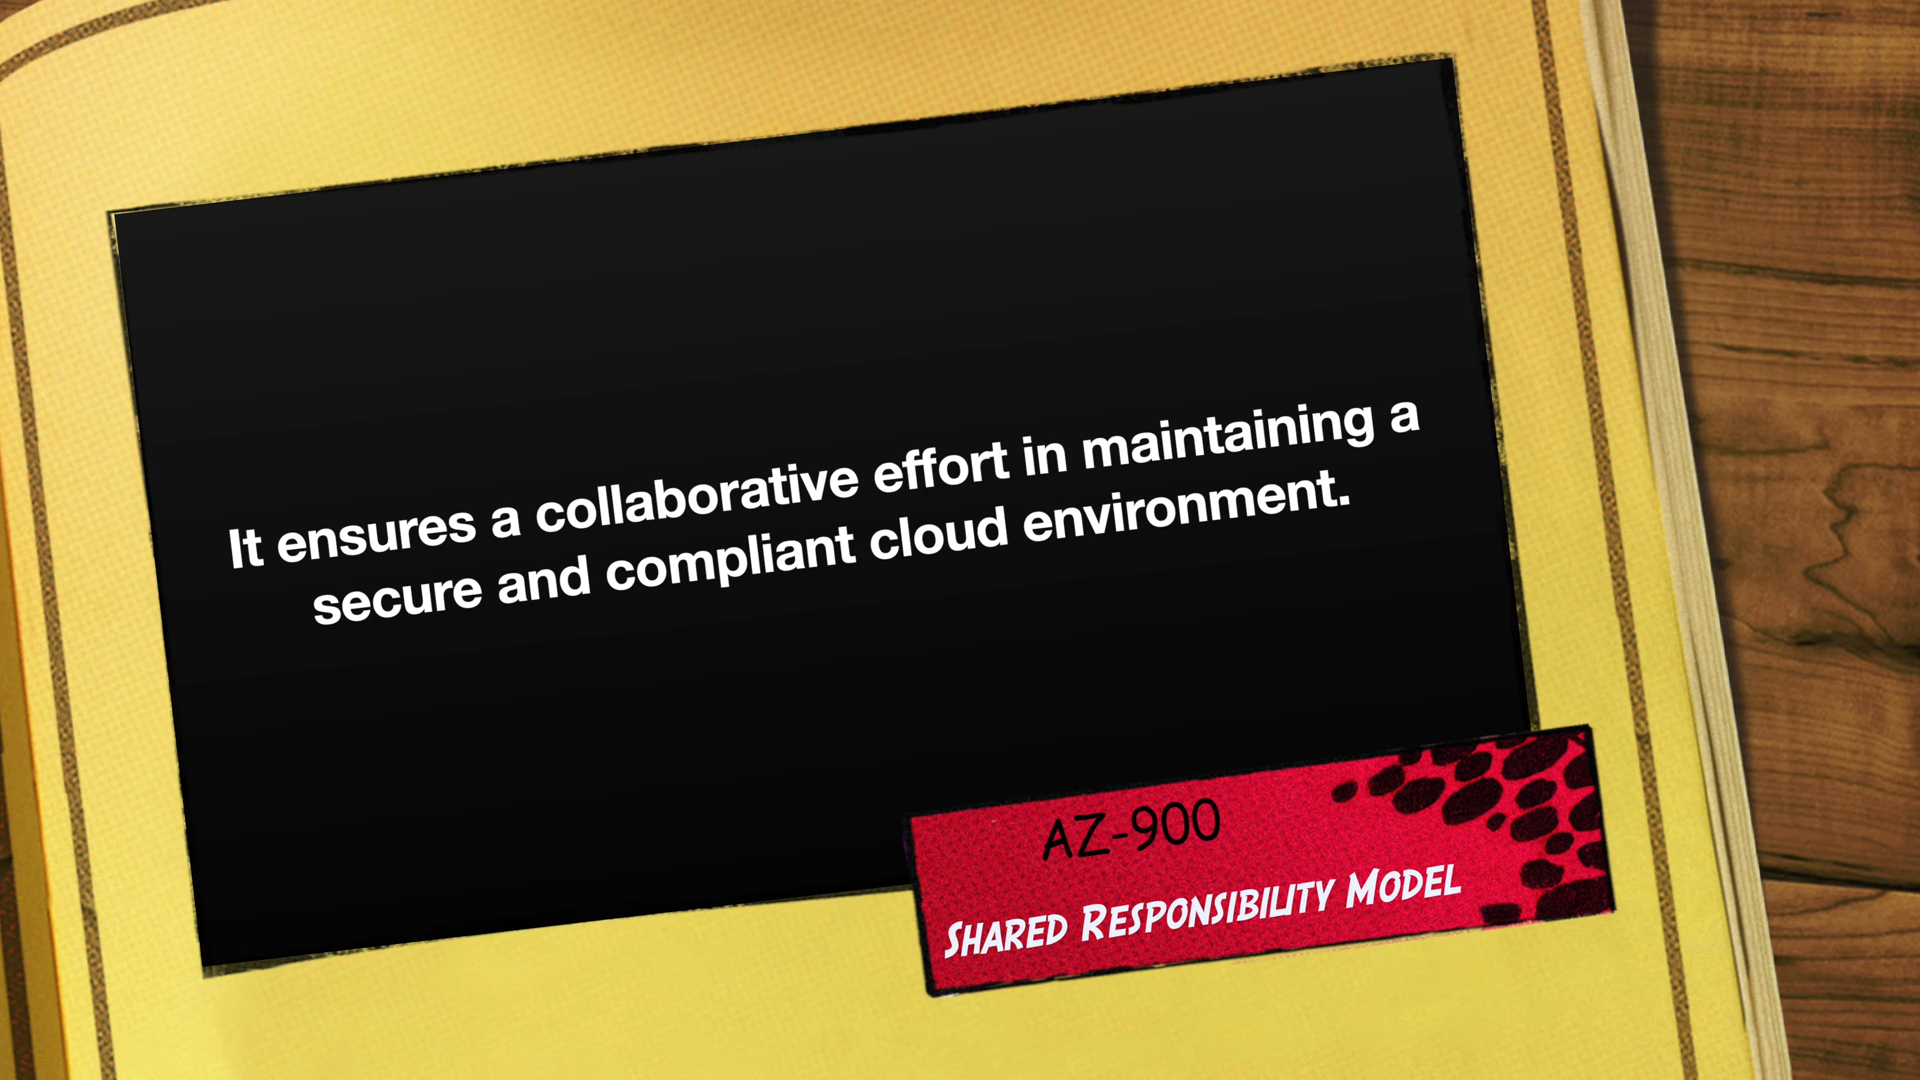 It ensures a collaborative effort in maintaining a
secure and compliant cloud environment.
AZ-900
SHARED RESPONSIBILITY MODEL